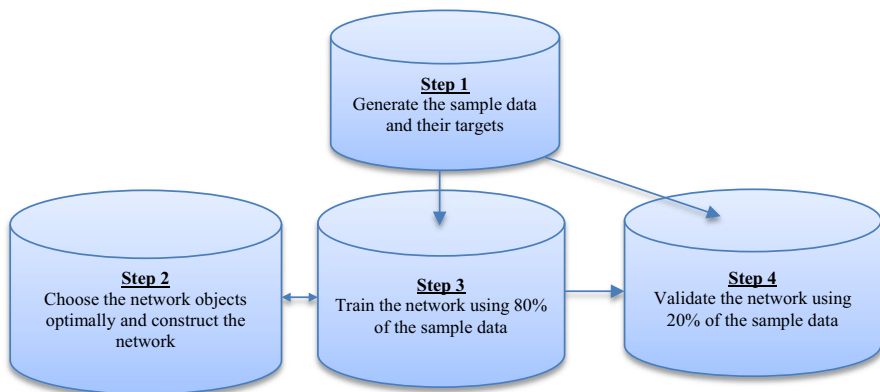 Step 1
Generate the sample data
and their targets
Step 2
Choose the network objects
optimally and construct the
network
Step 3
Train the network using 80%
of the sample data
Step 4
Validate the network using
20% of the sample data